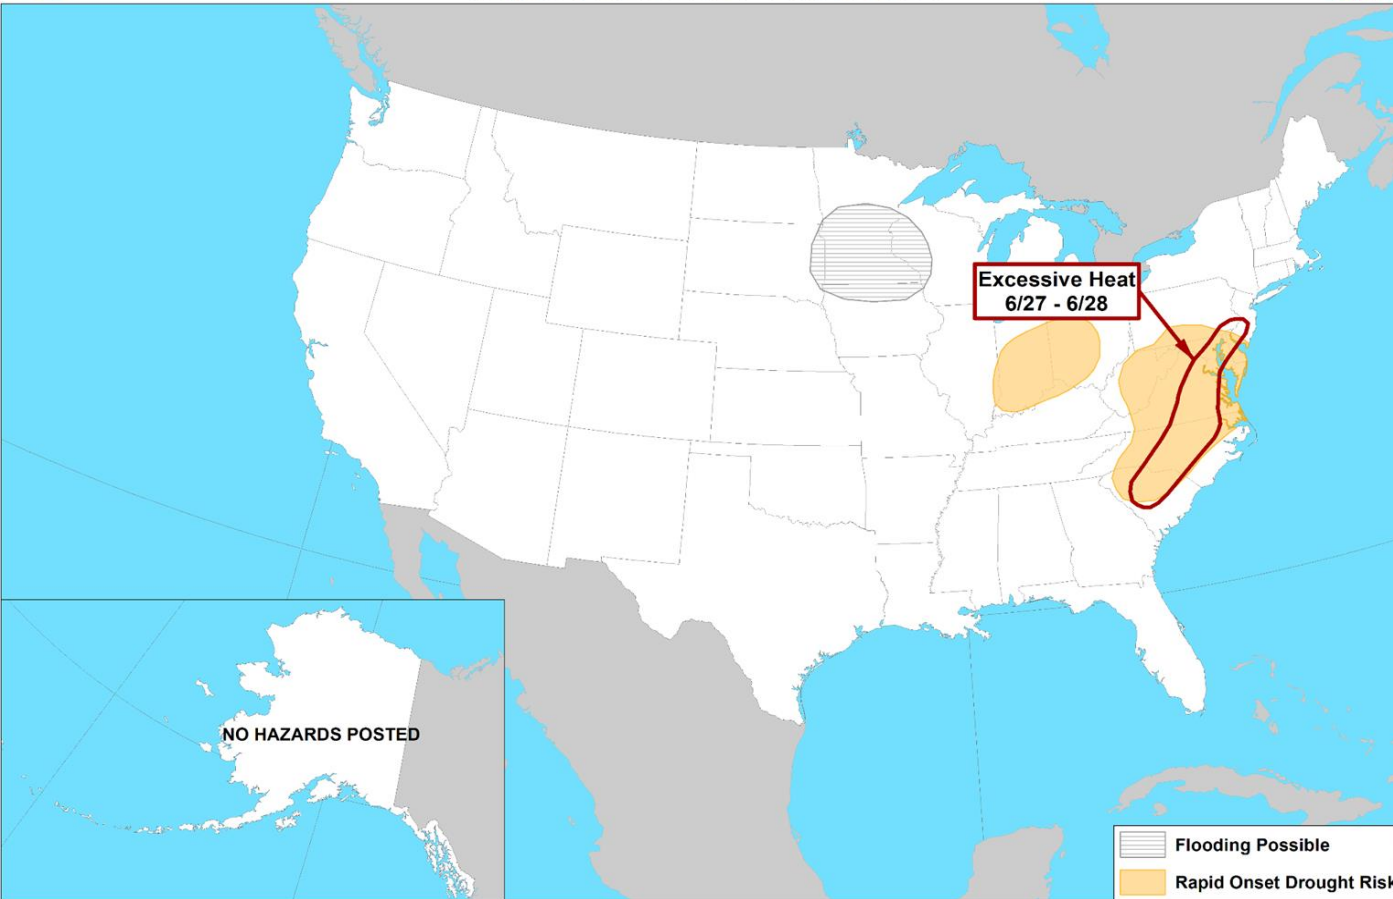 Excessive Heat
6/27 - 6/28
NO HAZARDS POSTED
Flooding Possible
Rapid Onset Drought Risk